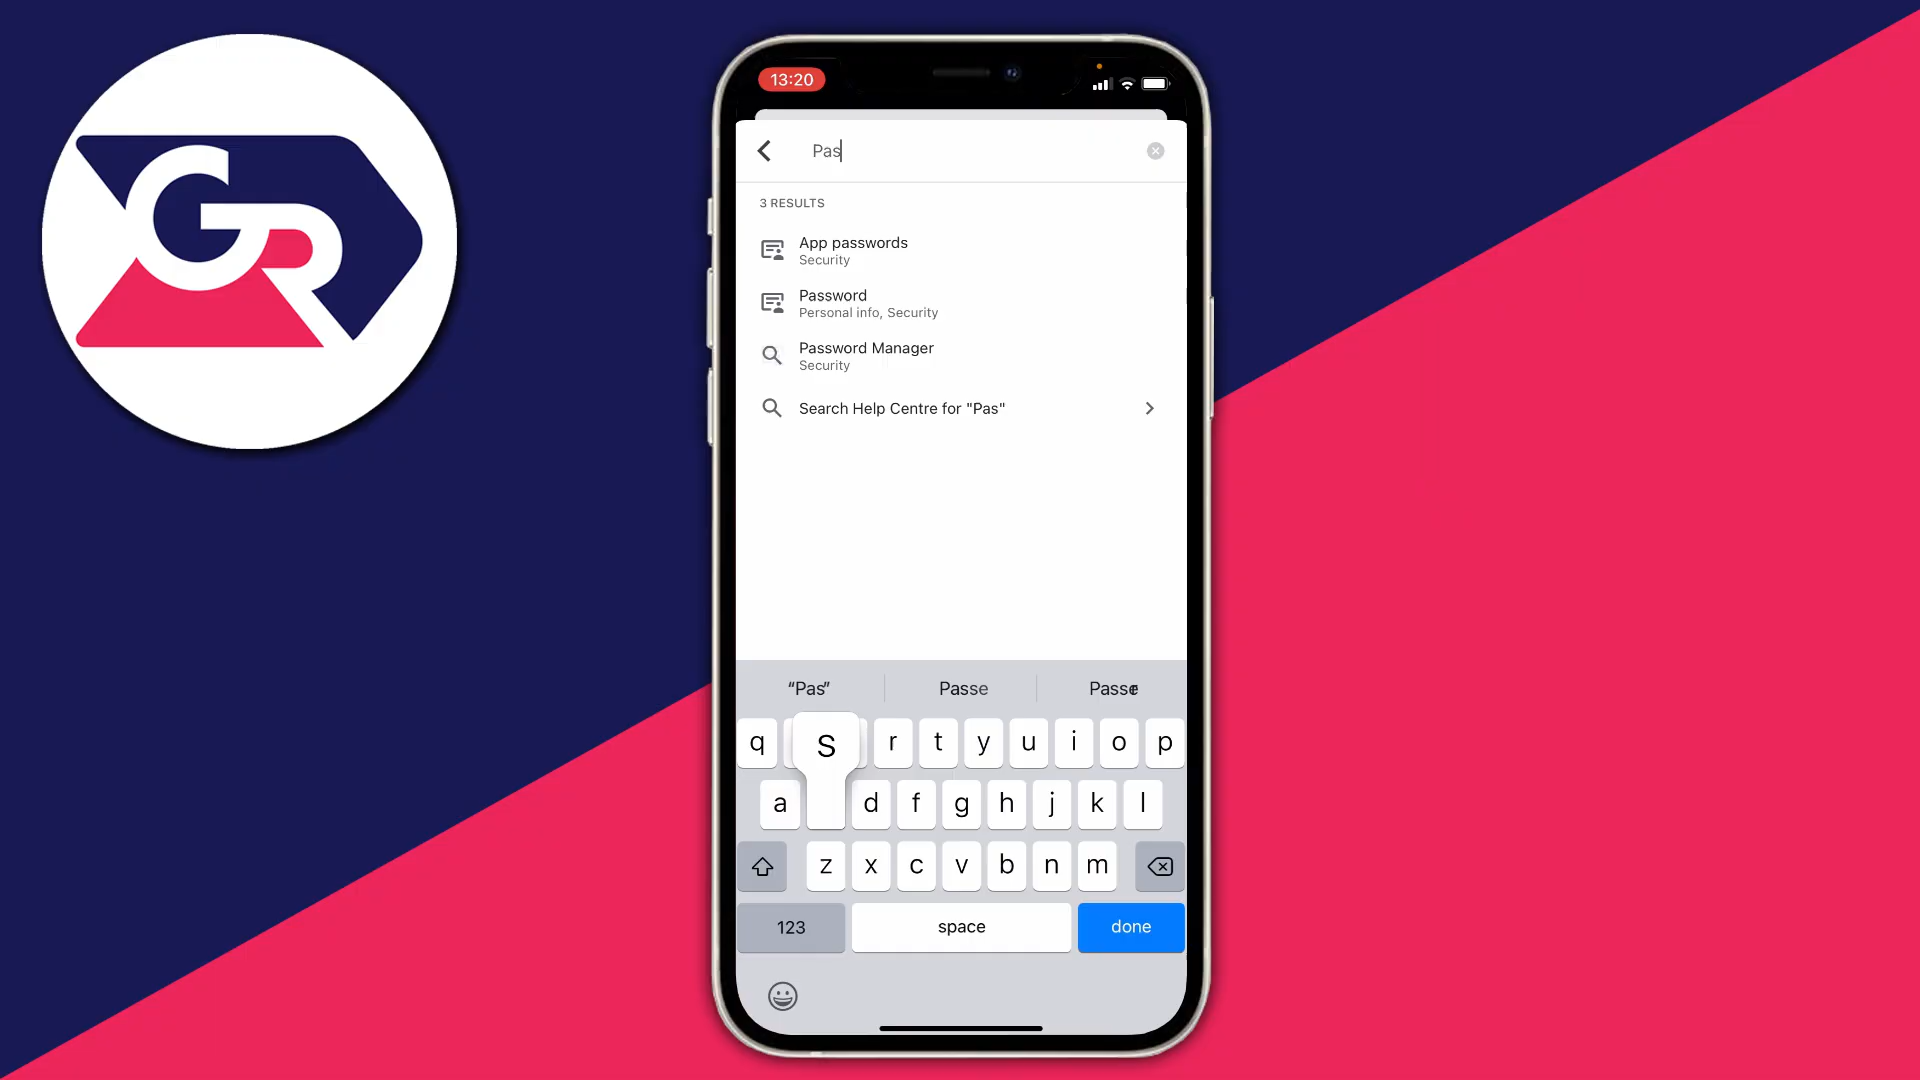 GR
13:20
Pas
3 RESULTS
App passwords
Security
Password
Personal info, Security
Password Manager
Security
Search Help Centre for "Pas"
“Pas” Passe
q S r t y u i o p
a d f g h j k l
z x c v b n m
123 space done